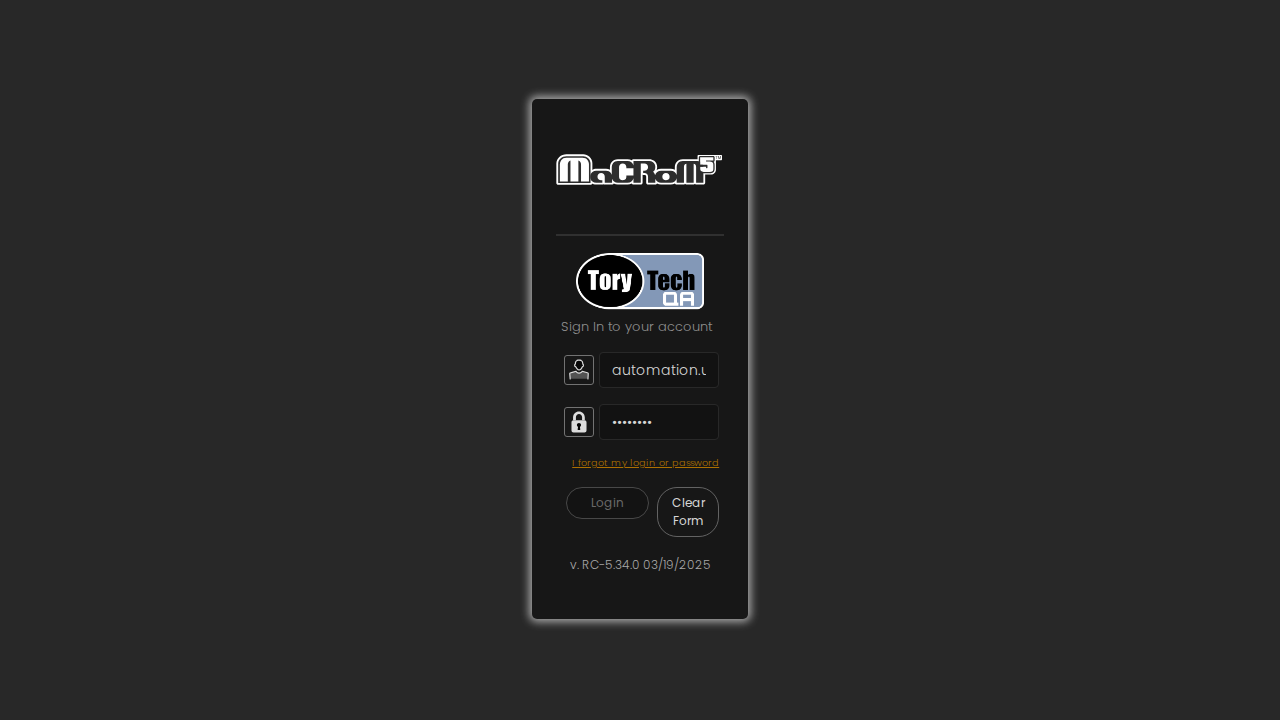 MaCRoM5™
Tory Tech
QA
Sign In to your account
automation.u
••••••••
I forgot my login or password
Login
Clear
Form
v. RC-5.34.0 03/19/2025